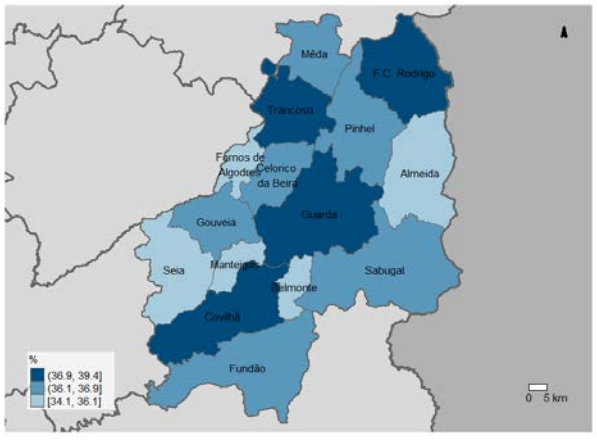 Mêda
F.C. Rodrigo
Trancoso
Pinhel
Fornos de
Algodres
Celorico
da Beira
Almeida
Guarda
Gouveia
Seia
Manteigas
Belmonte
Sabugal
Covilhã
Fundão
%
(36.9, 39.4]
(36.1, 36.9]
[34.1, 36.1]
0 5 km